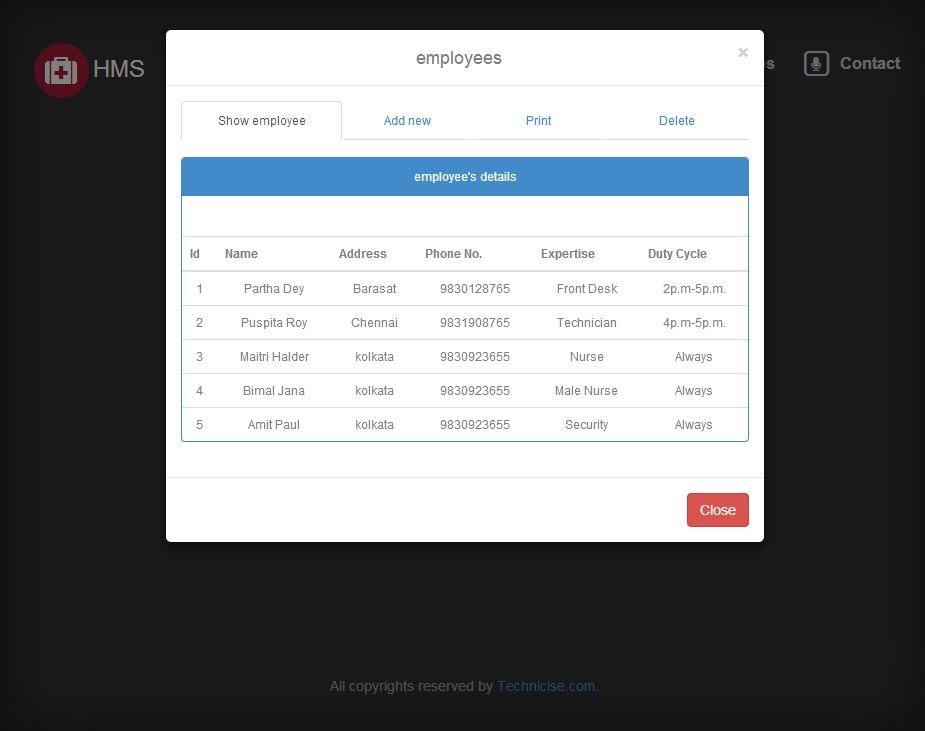 employees ×
HMS
Contact
Show employee Add new Print Delete
employee's details
Id Name Address Phone No. Expertise Duty Cycle
1 Partha Dey Barasat 9830128765 Front Desk 2p.m-5p.m.
2 Puspita Roy Chennai 9831908765 Technician 4p.m-5p.m.
3 Maitri Halder kolkata 9830923655 Nurse Always
4 Bimal Jana kolkata 9830923655 Male Nurse Always
5 Amit Paul kolkata 9830923655 Security Always
Close
All copyrights reserved by Technicise.com.